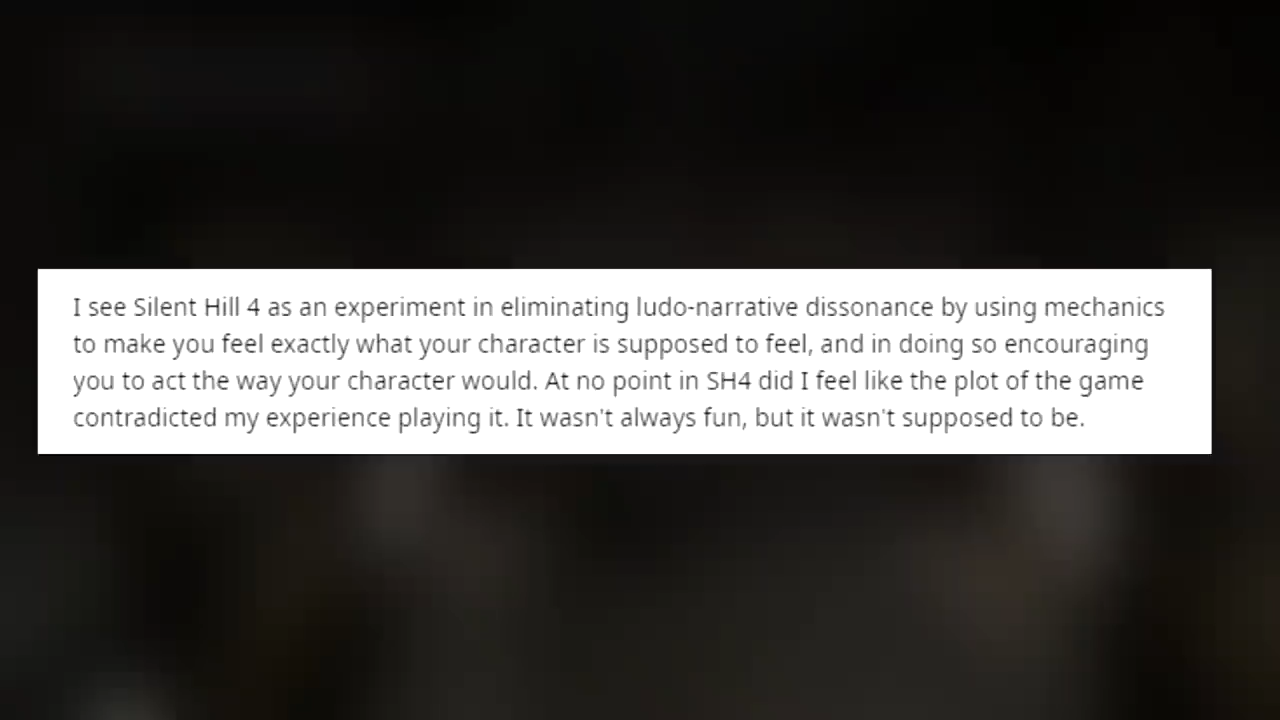 I see Silent Hill 4 as an experiment in eliminating ludo-narrative dissonance by using mechanics
to make you feel exactly what your character is supposed to feel, and in doing so encouraging
you to act the way your character would. At no point in SH4 did I feel like the plot of the game
contradicted my experience playing it. It wasn't always fun, but it wasn't supposed to be.